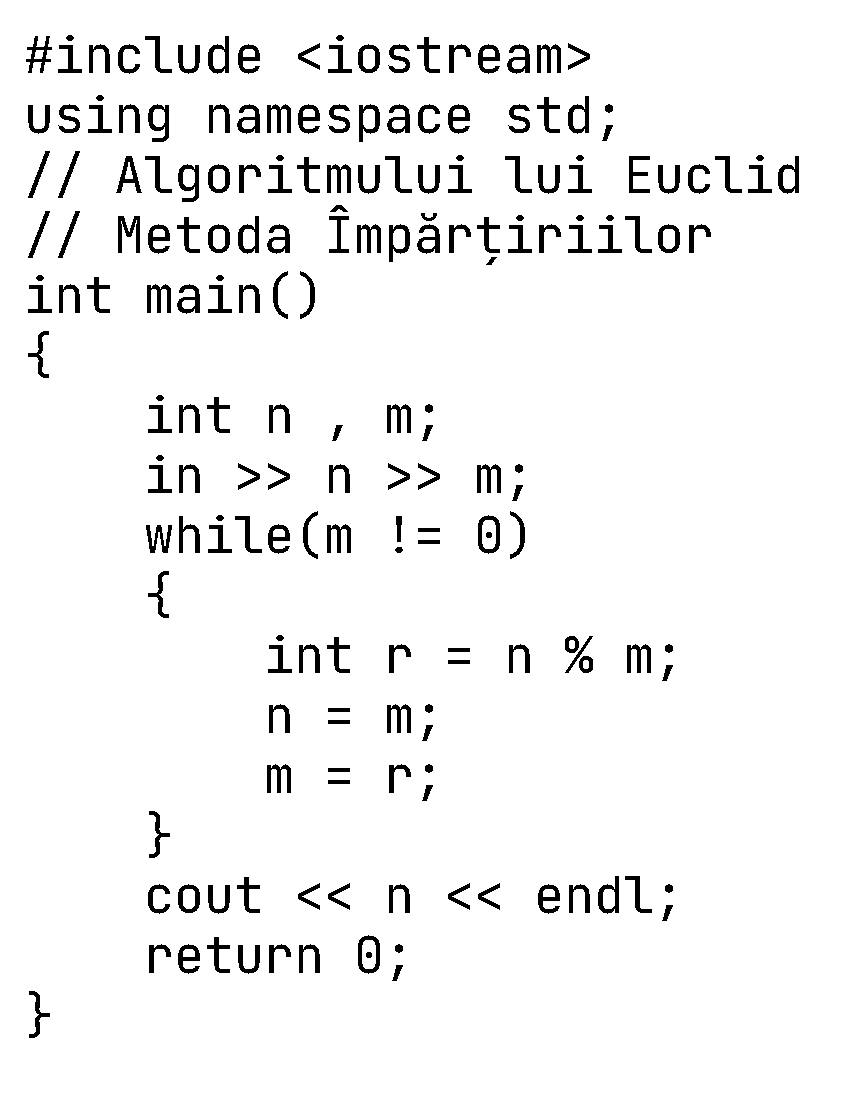 #include <iostream>
using namespace std;
// Algoritmului lui Euclid
// Metoda Împărțiriilor
int main()
{
    int n , m;
    in >> n >> m;
    while(m != 0)
    {
        int r = n % m;
        n = m;
        m = r;
    }
    cout << n << endl;
    return 0;
}